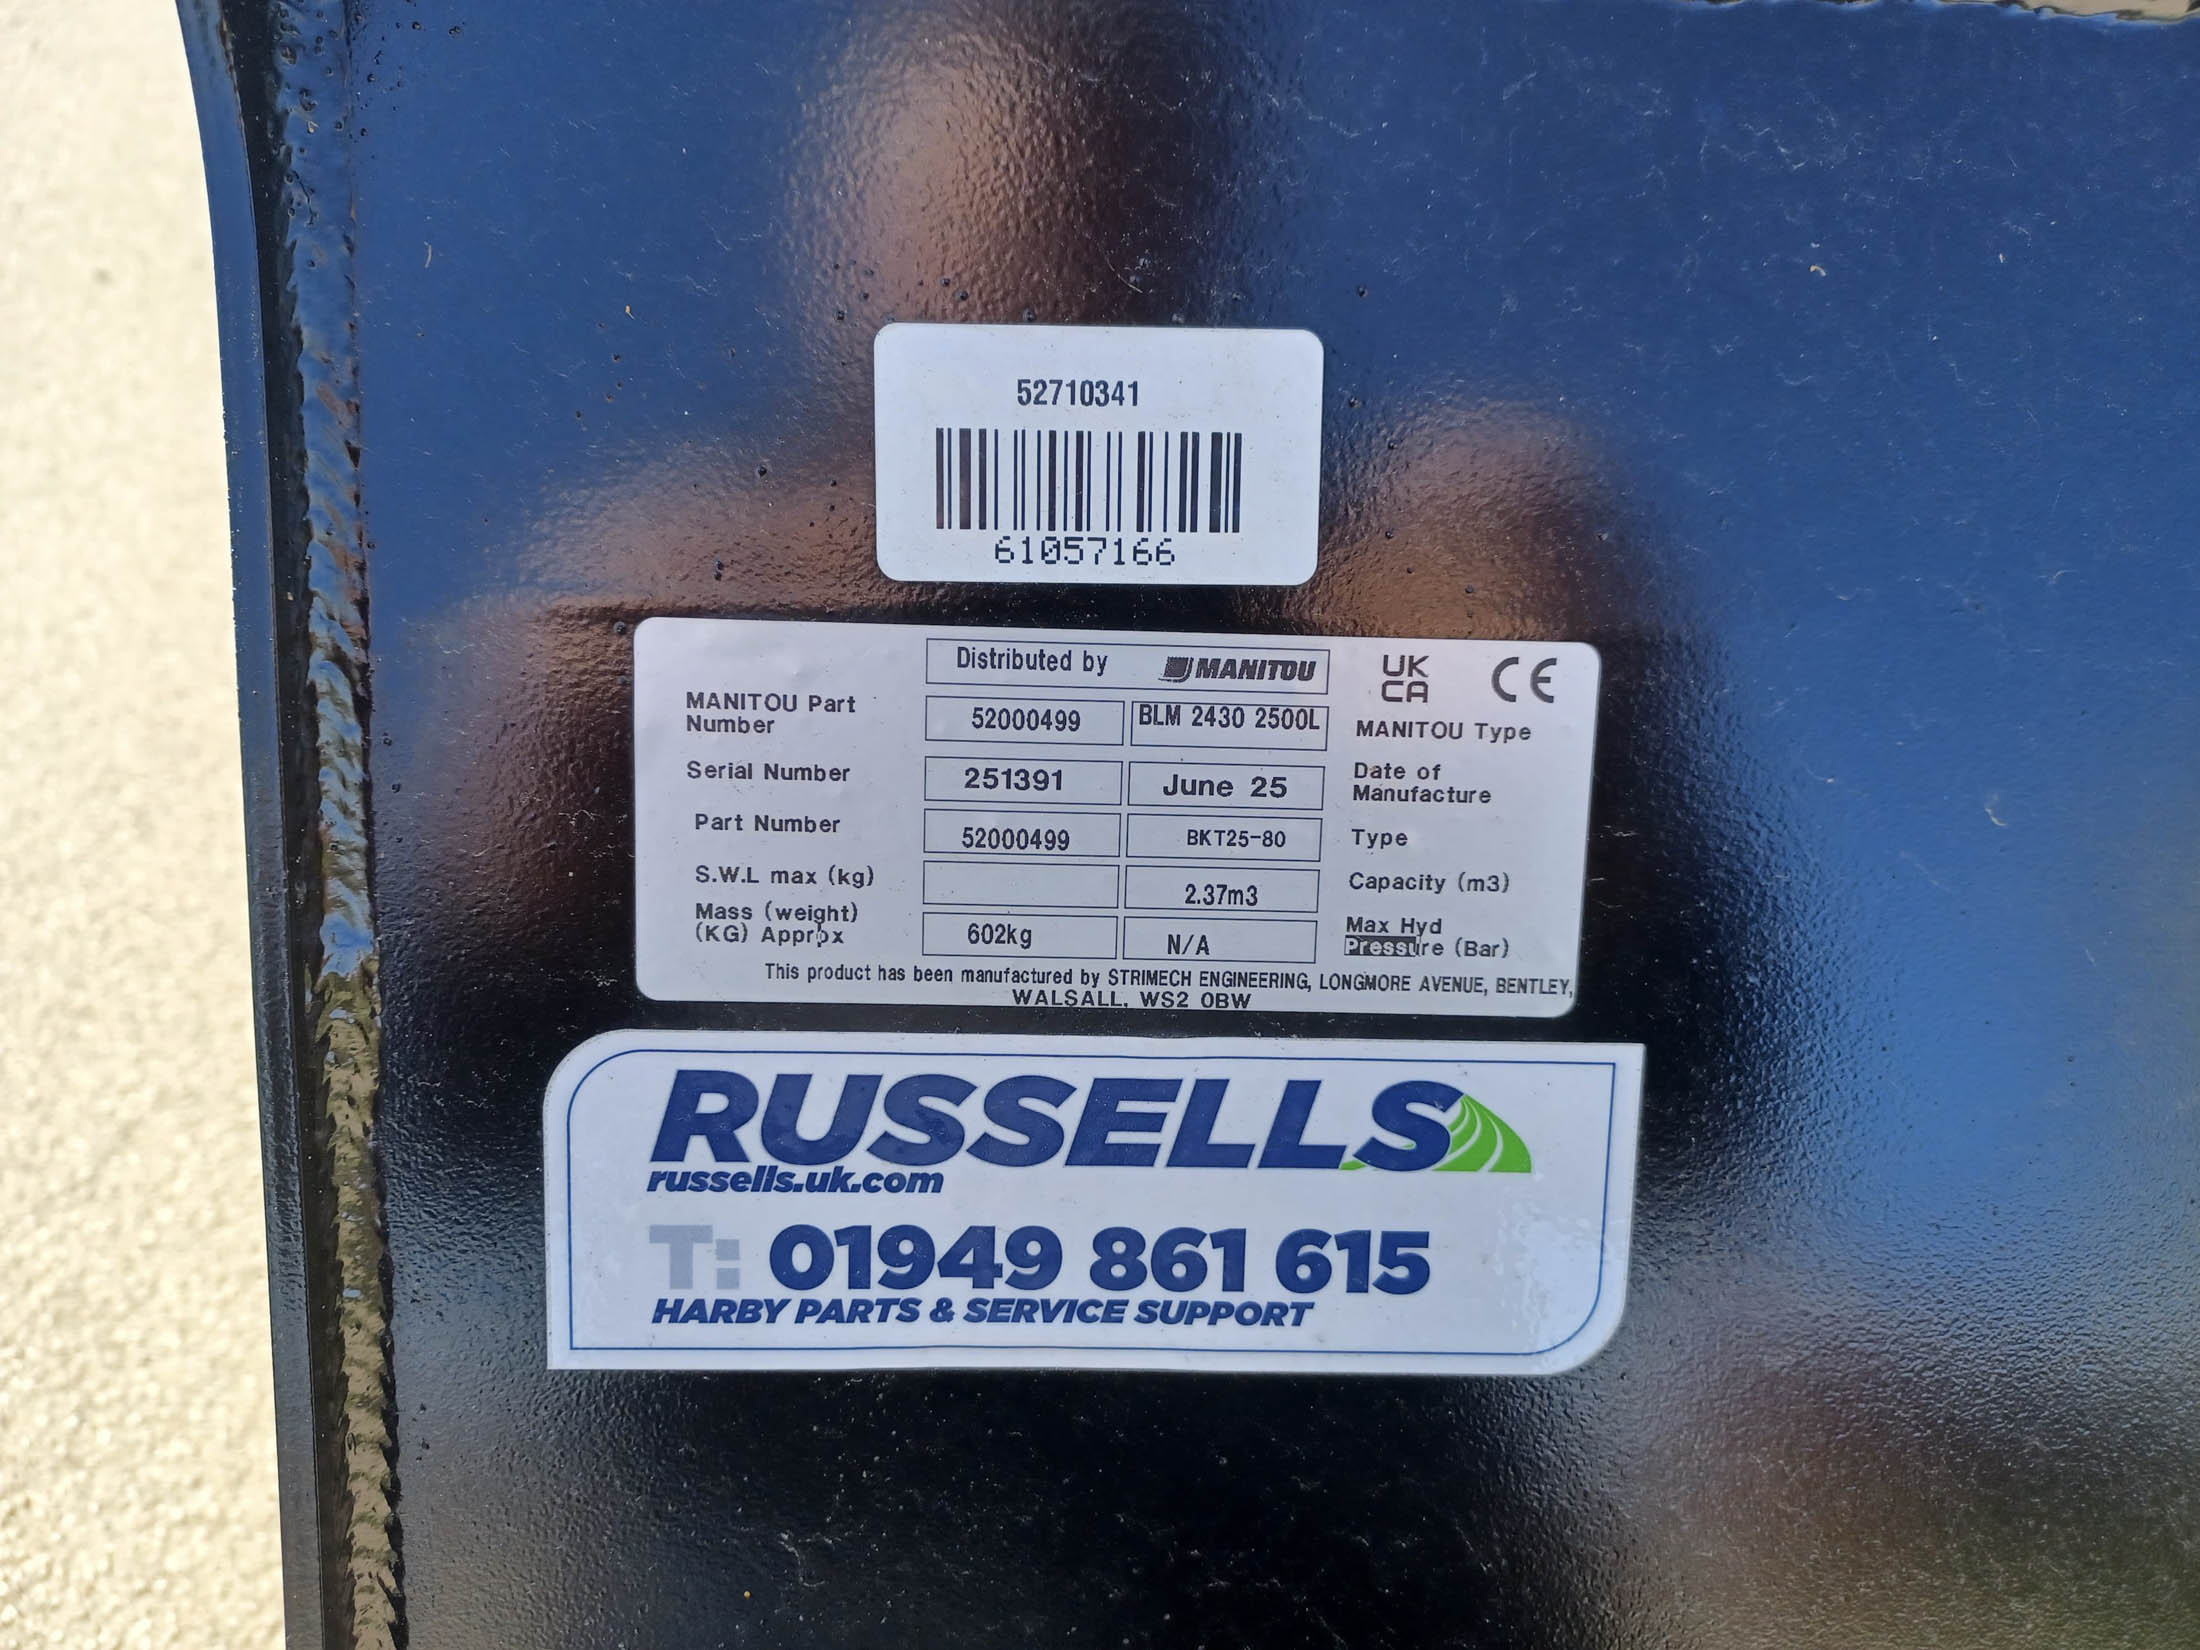 52710341
61057166
Distributed by MANITOU UK CA CE
MANITOU Part Number 52000499 BLM 2430 2500L MANITOU Type
Serial Number 251391 June 25 Date of Manufacture
Part Number 52000499 BKT25-80 Type
S.W.L max (kg) 2.37m3 Capacity (m3)
Mass (weight) (KG) Approx 602kg N/A Max Hyd Pressure (Bar)
This product has been manufactured by STRIMECH ENGINEERING, LONGMORE AVENUE, BENTLEY,
WALSALL, WS2 0BW
RUSSELLS
russells.uk.com
T: 01949 861 615
HARBY PARTS & SERVICE SUPPORT